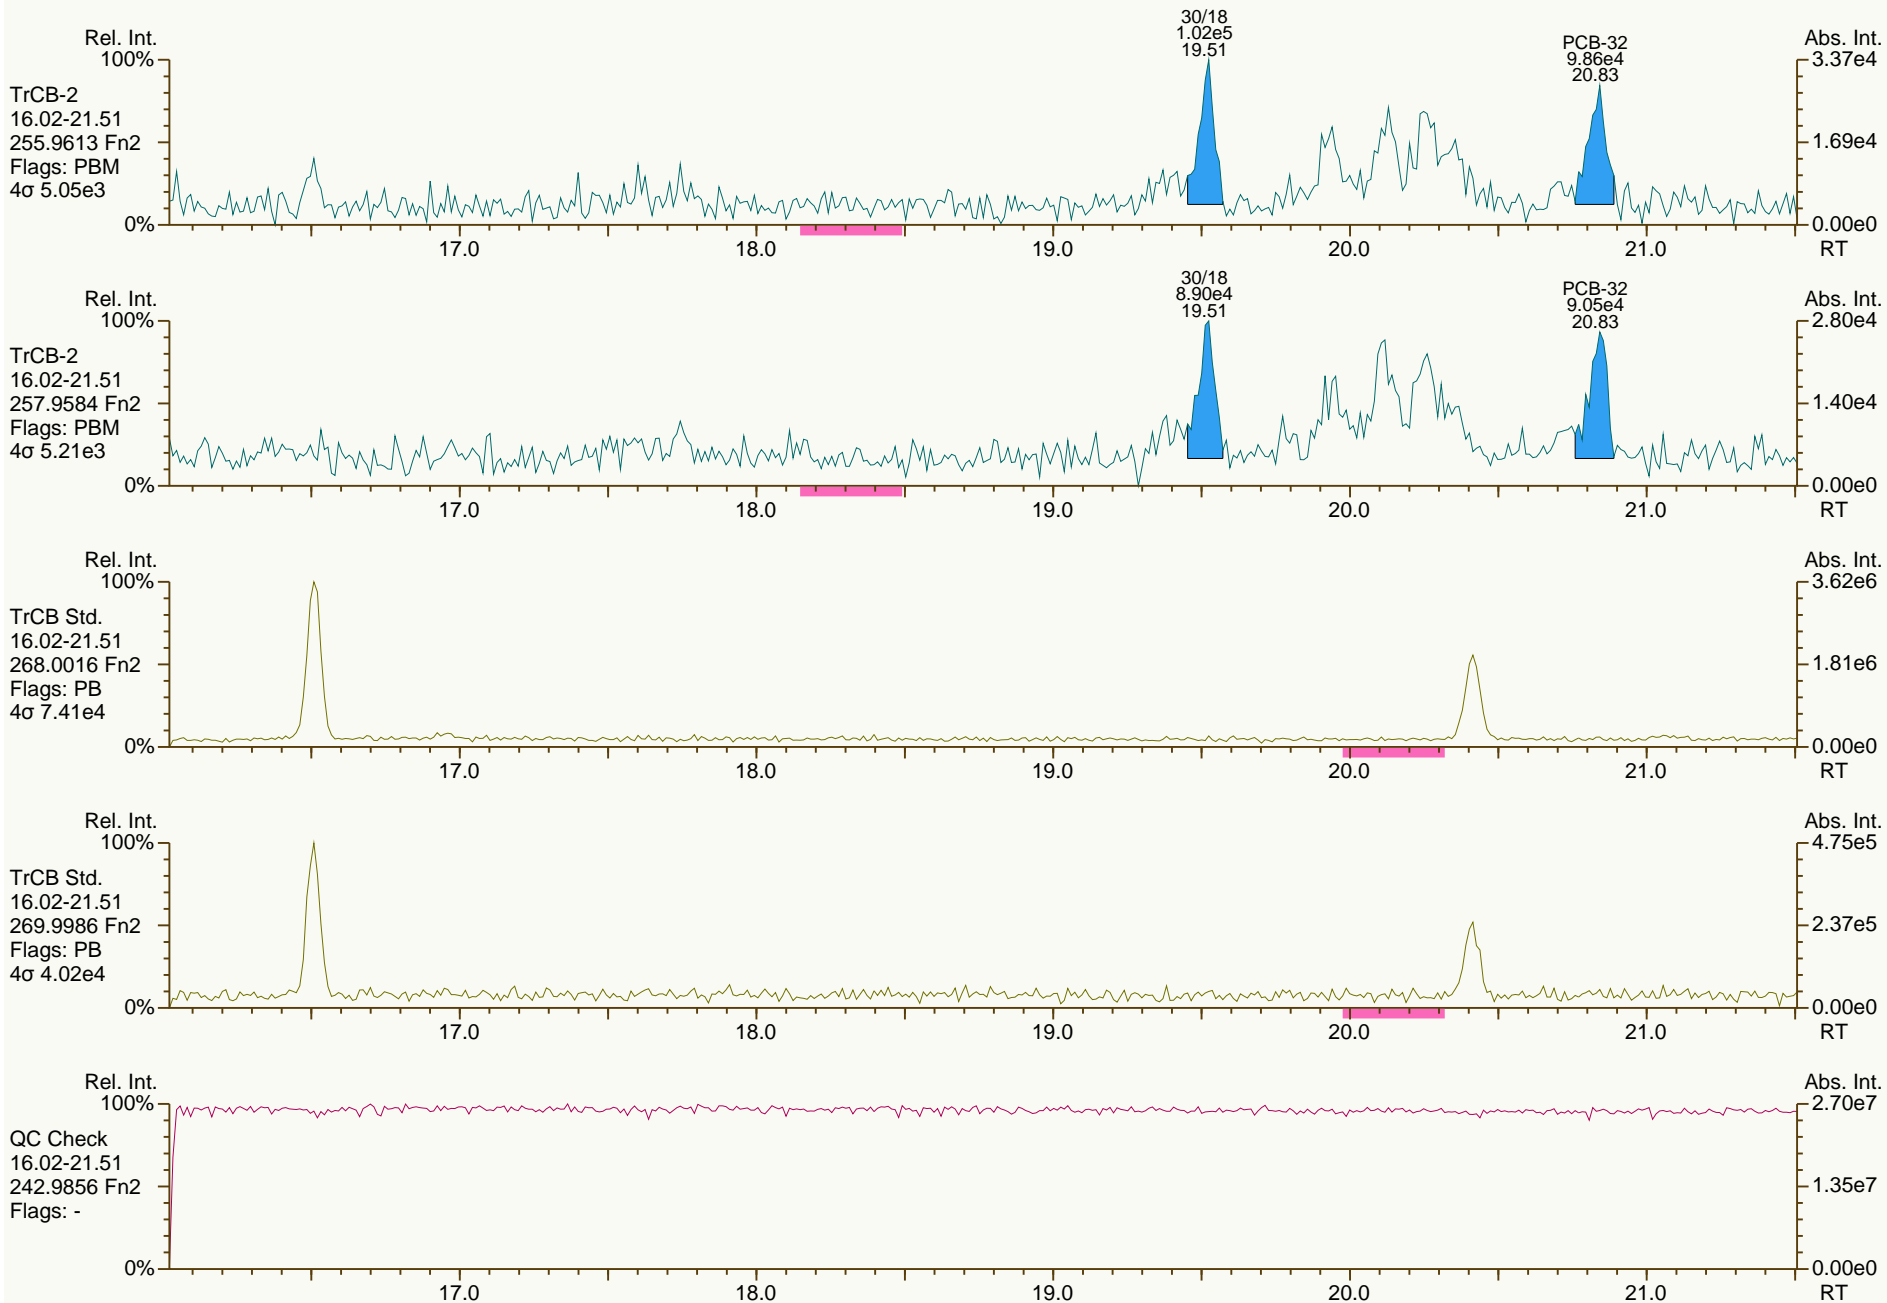 30/18
1.02e5
19.51
PCB-32
9.86e4
20.83
Rel. Int.
Abs. Int.
100%
3.37e4
TrCB-2
16.02-21.51
255.9613 Fn2
Flags: PBM
4σ 5.05e3
1.69e4
0%
0.00e0
17.0 18.0 19.0 20.0 21.0 RT
30/18
8.90e4
19.51
PCB-32
9.05e4
20.83
Rel. Int.
Abs. Int.
100%
2.80e4
TrCB-2
16.02-21.51
257.9584 Fn2
Flags: PBM
4σ 5.21e3
1.40e4
0%
0.00e0
17.0 18.0 19.0 20.0 21.0 RT
Rel. Int.
Abs. Int.
100%
3.62e6
TrCB Std.
16.02-21.51
268.0016 Fn2
Flags: PB
4σ 7.41e4
1.81e6
0%
0.00e0
17.0 18.0 19.0 20.0 21.0 RT
Rel. Int.
Abs. Int.
100%
4.75e5
TrCB Std.
16.02-21.51
269.9986 Fn2
Flags: PB
4σ 4.02e4
2.37e5
0%
0.00e0
17.0 18.0 19.0 20.0 21.0 RT
Rel. Int.
Abs. Int.
100%
2.70e7
QC Check
16.02-21.51
242.9856 Fn2
Flags: -
1.35e7
0%
0.00e0
17.0 18.0 19.0 20.0 21.0 RT